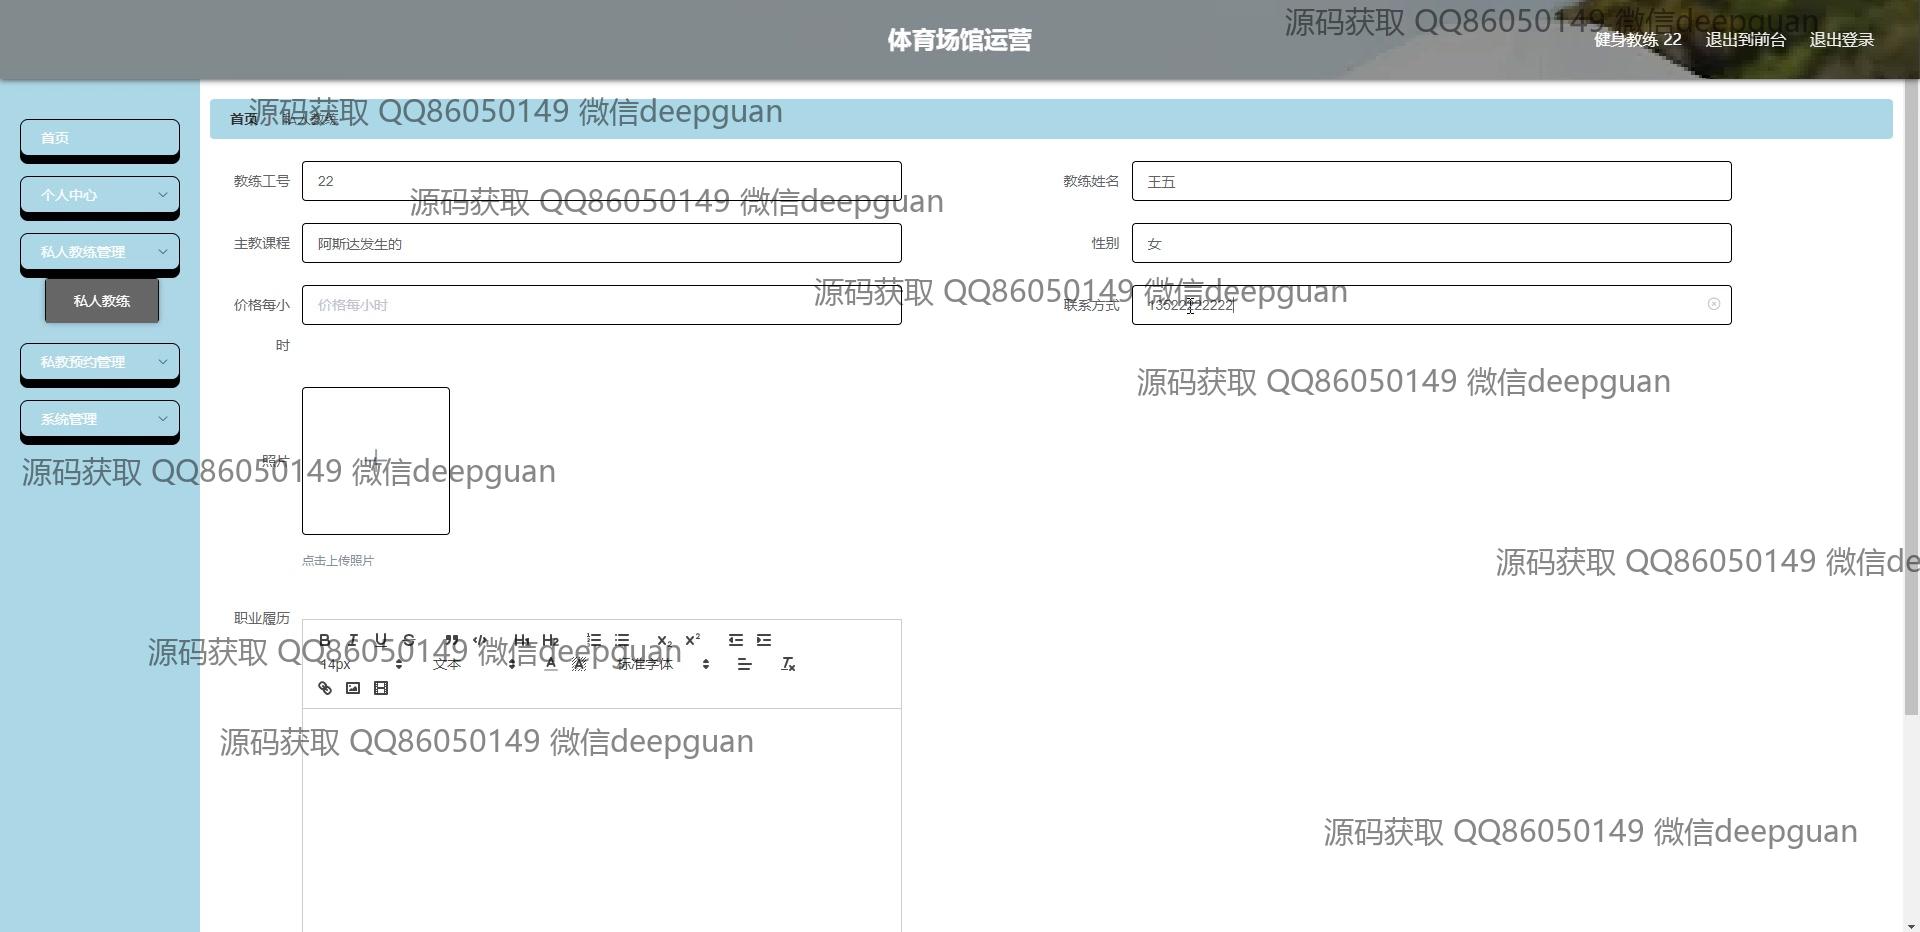 体育场馆运营
源码获取 QQ86050149 微信deepguan
健身教练 22 退出到前台 退出登录
首页 私人教练
源码获取 QQ86050149 微信deepguan
首页
个人中心
私人教练管理
私人教练
私教预约管理
系统管理
教练工号 22
教练姓名 王五
源码获取 QQ86050149 微信deepguan
主教课程 阿斯达发生的
性别 女
源码获取 QQ86050149 微信deepguan
价格每小时 价格每小时
联系方式 13522222222
源码获取 QQ86050149 微信deepguan
照片
源码获取 QQ86050149 微信deepguan
点击上传照片
源码获取 QQ86050149 微信de
职业履历
B I U S H1 H2 X2 X2
源码获取 QQ86050149 微信deepguan
14px 文本 A A 标准字体 Tx
源码获取 QQ86050149 微信deepguan
源码获取 QQ86050149 微信deepguan